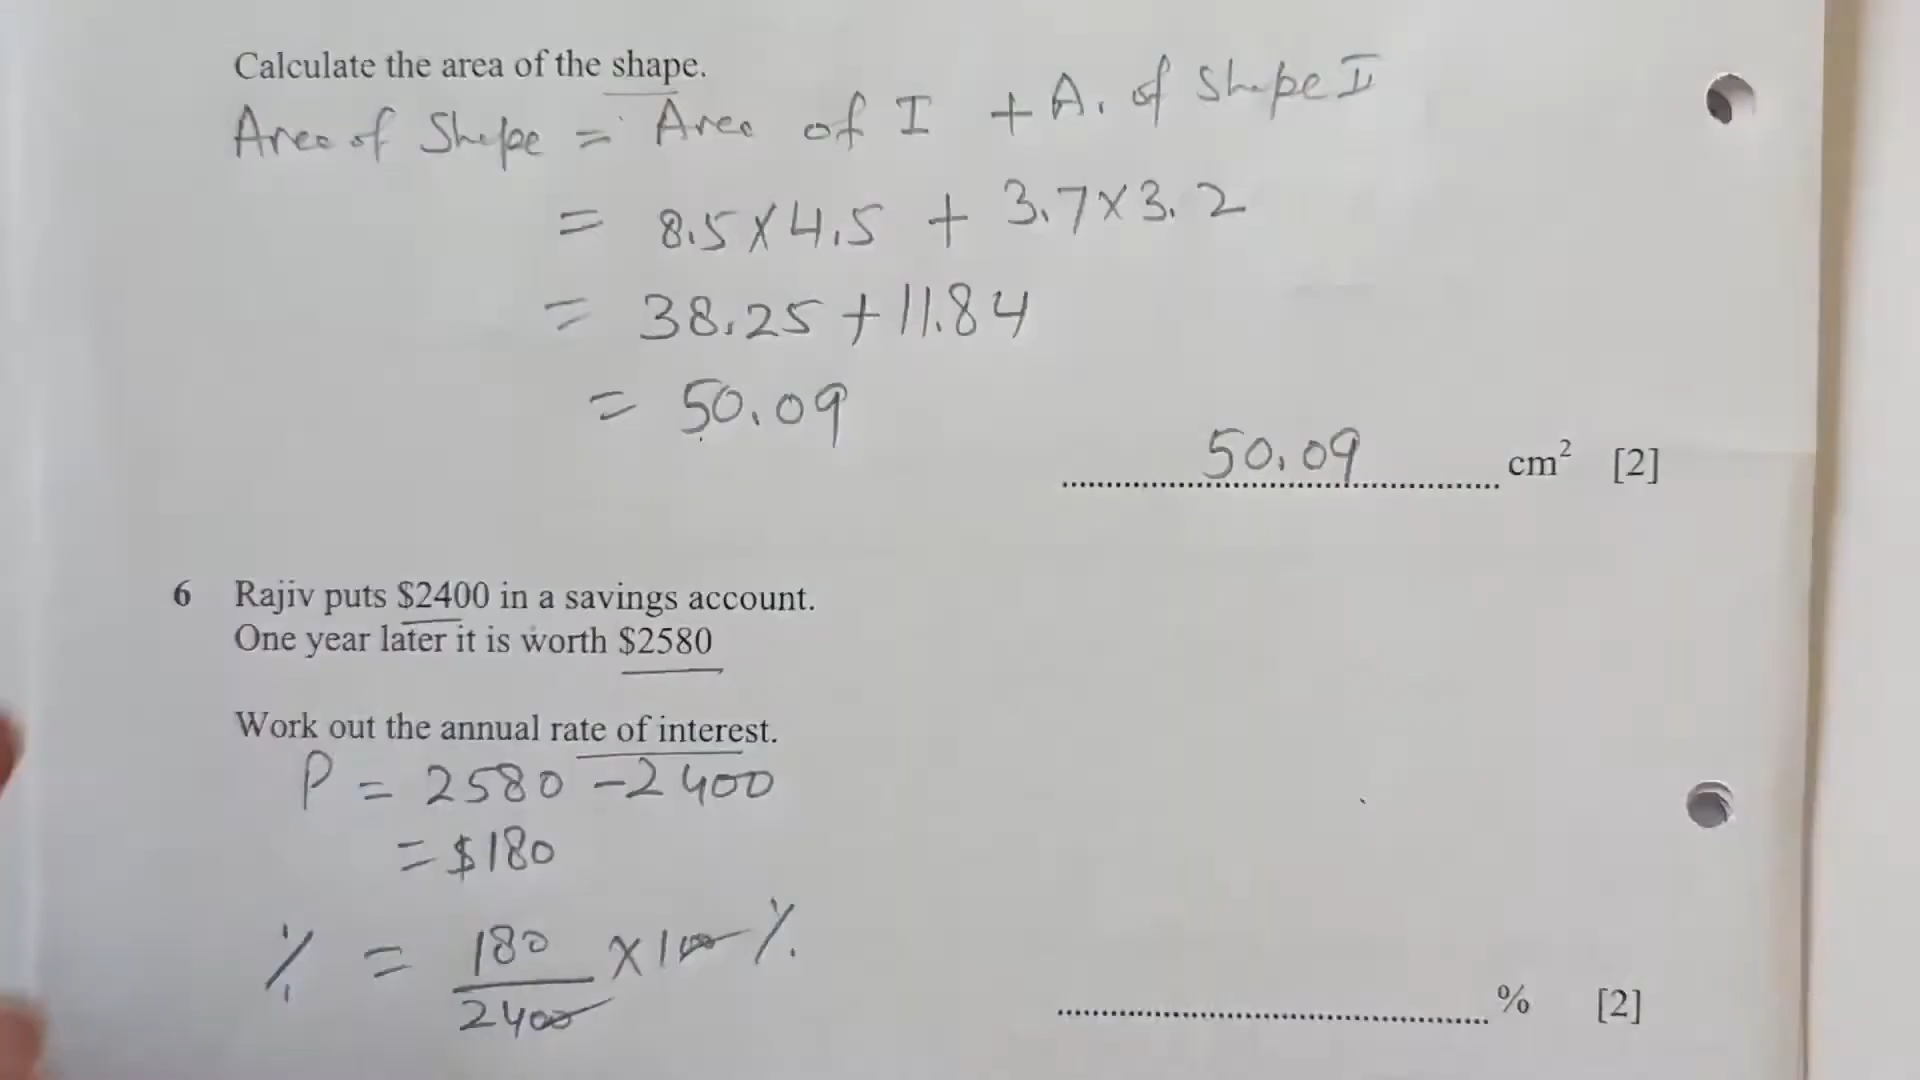 Calculate the area of the shape.
Area of Shape = Area of I + A. of Shape II
= 8.5 × 4.5 + 3.7 × 3.2
= 38.25 + 11.84
= 50.09
50.09 cm² [2]
6 Rajiv puts $2400 in a savings account.
One year later it is worth $2580
Work out the annual rate of interest.
P = 2580 - 2400
= $180
% = 180/2400 × 100 %
% [2]